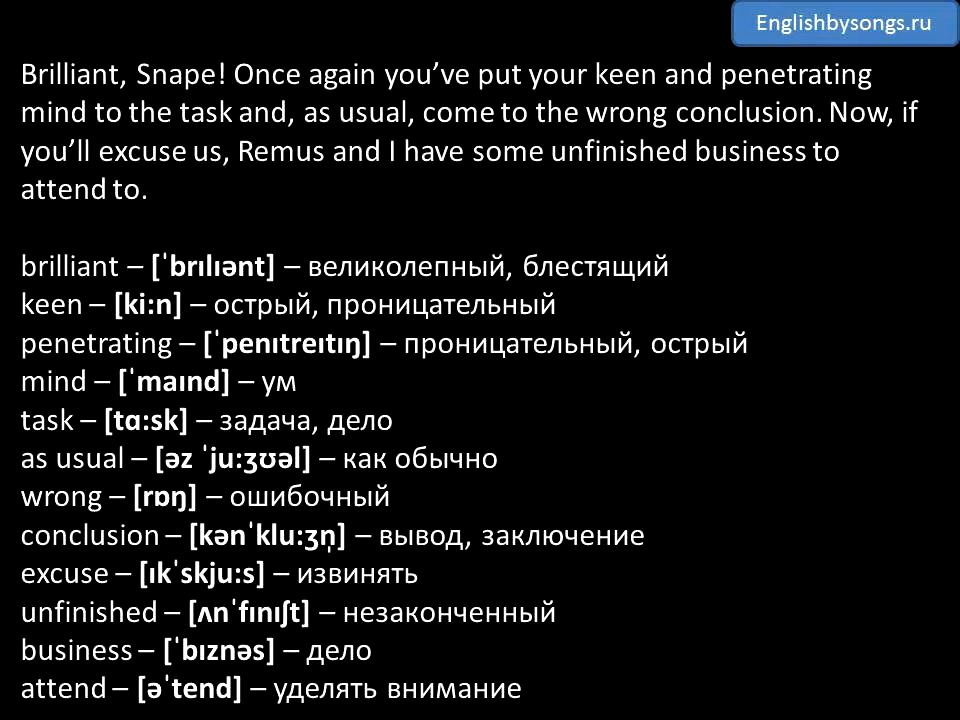 Englishbysongs.ru
Brilliant, Snape! Once again you’ve put your keen and penetrating
mind to the task and, as usual, come to the wrong conclusion. Now, if
you’ll excuse us, Remus and I have some unfinished business to
attend to.
brilliant – [ˈbrɪlɪənt] – великолепный, блестящий
keen – [ki:n] – острый, проницательный
penetrating – [ˈpenɪtreɪtɪŋ] – проницательный, острый
mind – [ˈmaɪnd] – ум
task – [tɑ:sk] – задача, дело
as usual – [əz ˈju:ʒʊəl] – как обычно
wrong – [rɒŋ] – ошибочный
conclusion – [kənˈklu:ʒn̩] – вывод, заключение
excuse – [ɪkˈskju:s] – извинять
unfinished – [ʌnˈfɪnɪʃt] – незаконченный
business – [ˈbɪznəs] – дело
attend – [əˈtend] – уделять внимание